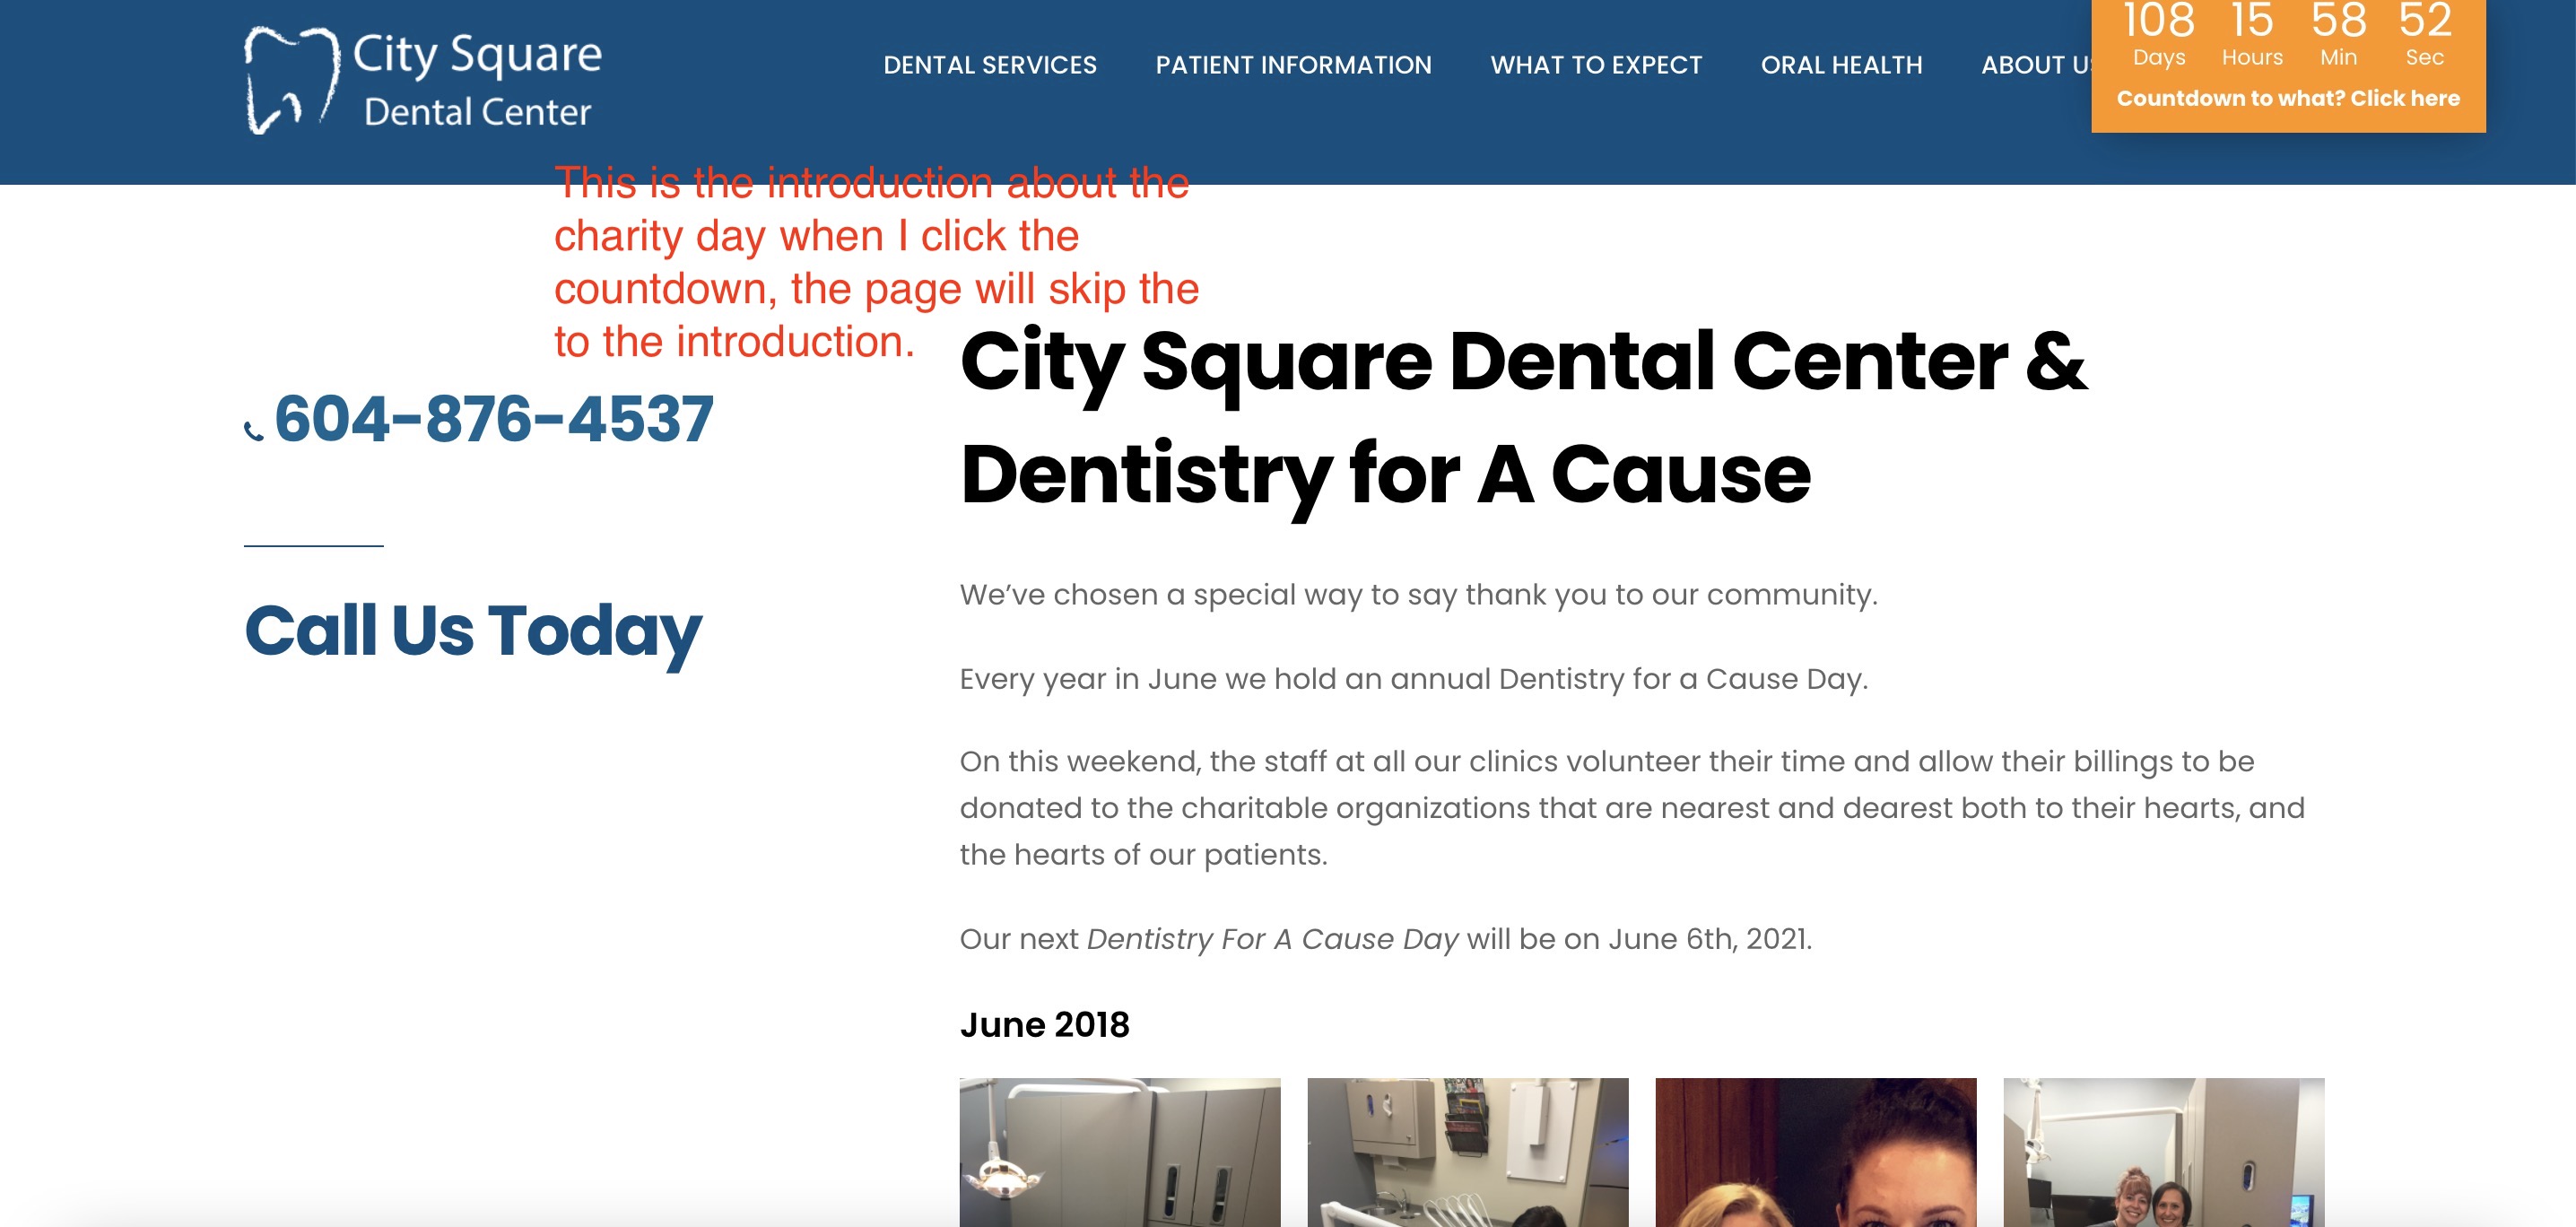 City Square
Dental Center
DENTAL SERVICES
PATIENT INFORMATION
WHAT TO EXPECT
ORAL HEALTH
ABOUT US
108 15 58 52
Days Hours Min Sec
Countdown to what? Click here
This is the introduction about the
charity day when I click the
countdown, the page will skip the
to the introduction.
604-876-4537
Call Us Today
City Square Dental Center &
Dentistry for A Cause
We’ve chosen a special way to say thank you to our community.
Every year in June we hold an annual Dentistry for a Cause Day.
On this weekend, the staff at all our clinics volunteer their time and allow their billings to be
donated to the charitable organizations that are nearest and dearest both to their hearts, and
the hearts of our patients.
Our next Dentistry For A Cause Day will be on June 6th, 2021.
June 2018